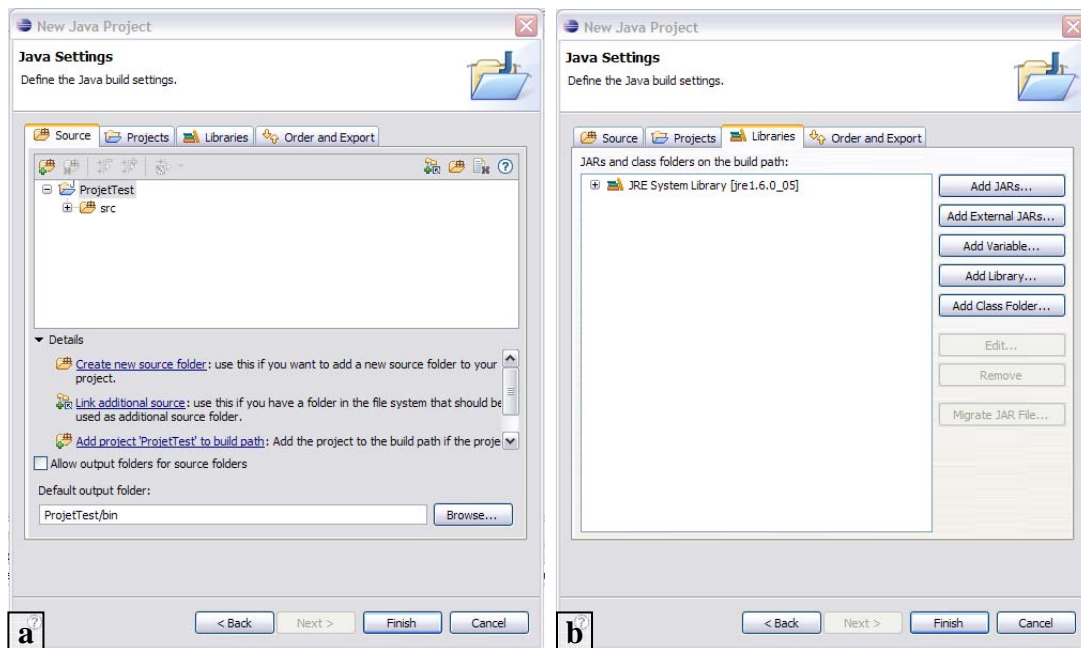 New Java Project
Java Settings
Define the Java build settings.
Source Projects Libraries Order and Export
ProjetTest
src
Details
Create new source folder: use this if you want to add a new source folder to your
project.
Link additional source: use this if you have a folder in the file system that should be
used as additional source folder.
Add project 'ProjetTest' to build path: Add the project to the build path if the proje
Allow output folders for source folders
Default output folder:
ProjetTest/bin
Browse...
< Back Next > Finish Cancel
a
New Java Project
Java Settings
Define the Java build settings.
Source Projects Libraries Order and Export
JARs and class folders on the build path:
JRE System Library [jre1.6.0_05]
Add JARs...
Add External JARs...
Add Variable...
Add Library...
Add Class Folder...
Edit...
Remove
Migrate JAR File...
< Back Next > Finish Cancel
b